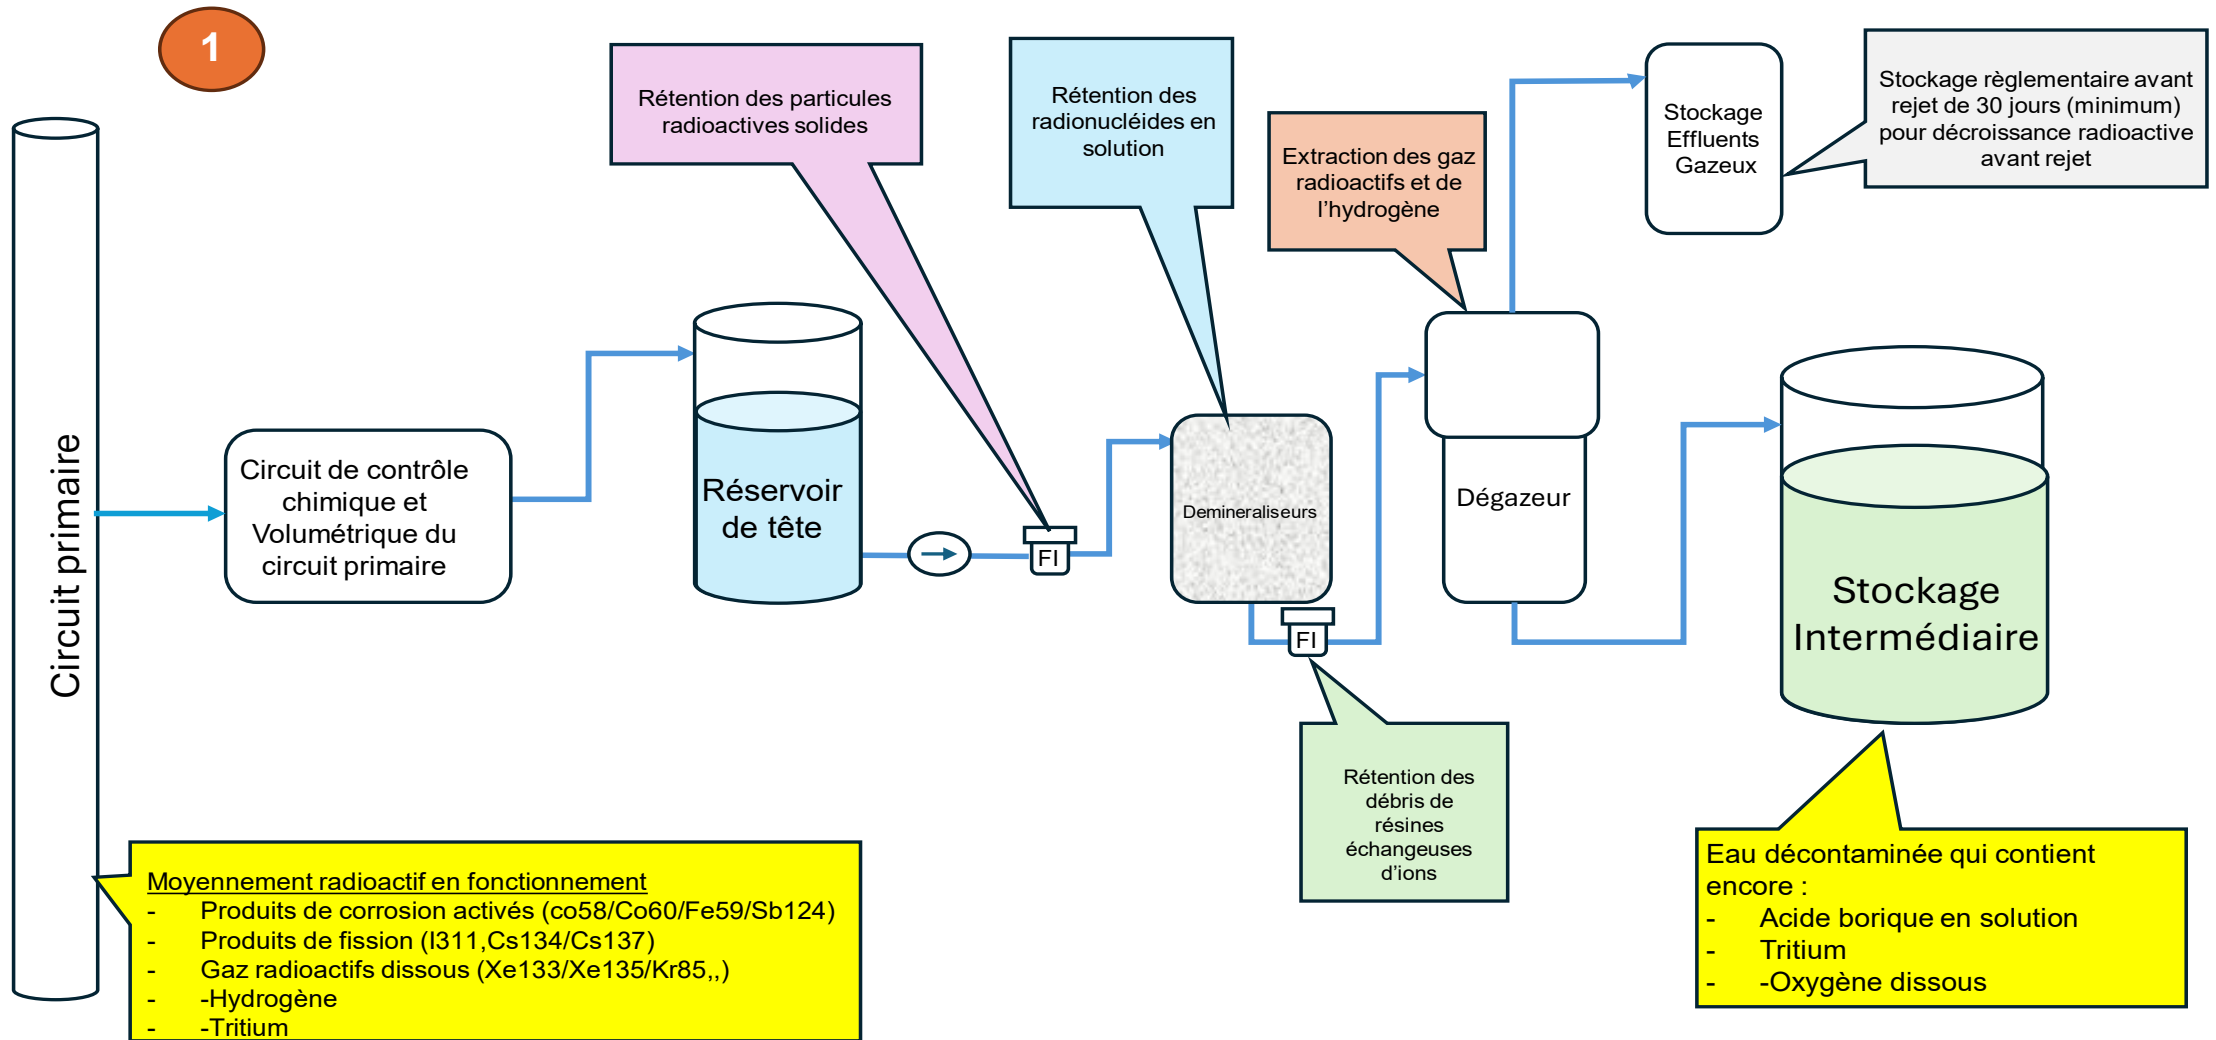 1
Circuit primaire
Circuit de contrôle
chimique et
Volumétrique du
circuit primaire
Réservoir
de tête
Rétention des particules
radioactives solides
FI
Rétention des
radionucléides en
solution
Demineraliseurs
FI
Rétention des
débris de
résines
échangeuses
d’ions
Extraction des gaz
radioactifs et de
l’hydrogène
Dégazeur
Stockage
Effluents
Gazeux
Stockage règlementaire avant
rejet de 30 jours (minimum)
pour décroissance radioactive
avant rejet
Stockage
Intermédiaire
Moyennement radioactif en fonctionnement
- Produits de corrosion activés (co58/Co60/Fe59/Sb124)
- Produits de fission (I311,Cs134/Cs137)
- Gaz radioactifs dissous (Xe133/Xe135/Kr85,,)
- -Hydrogène
- -Tritium
Eau décontaminée qui contient
encore :
- Acide borique en solution
- Tritium
- -Oxygène dissous